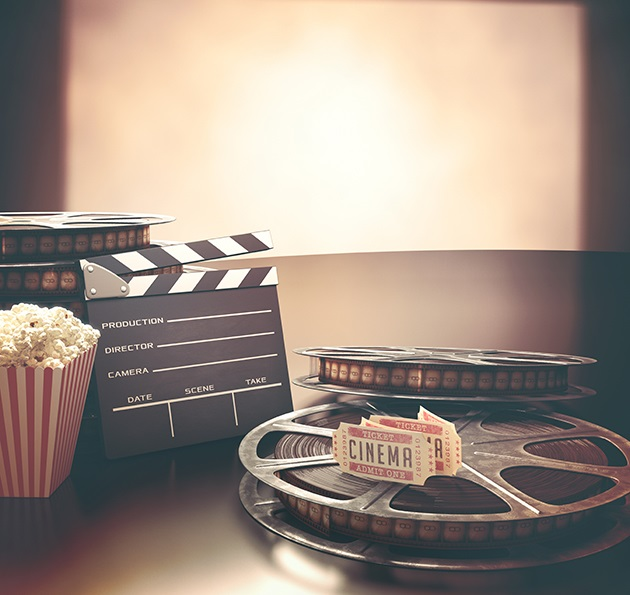 PRODUCTION
DIRECTOR
CAMERA
DATE SCENE TAKE
TICKET
TICKET
CINEMA
ADMIT ONE